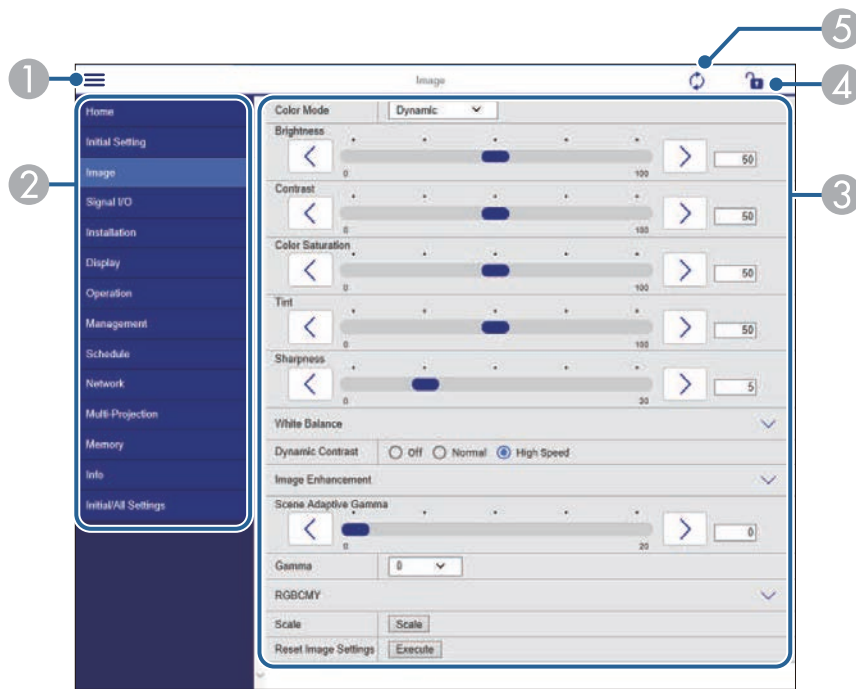 5
1
Image
4
Home
Initial Setting
2
Image
Signal I/O
Installation
Display
Operation
Management
Schedule
Network
Multi-Projection
Memory
Info
Initial/All Settings
3
Color Mode Dynamic
Brightness
0 100 50
Contrast
0 100 50
Color Saturation
0 100 50
Tint
0 100 50
Sharpness
0 20 5
White Balance
Dynamic Contrast Off Normal High Speed
Image Enhancement
Scene Adaptive Gamma
0 20 0
Gamma 0
RGBCMY
Scale Scale
Reset Image Settings Execute